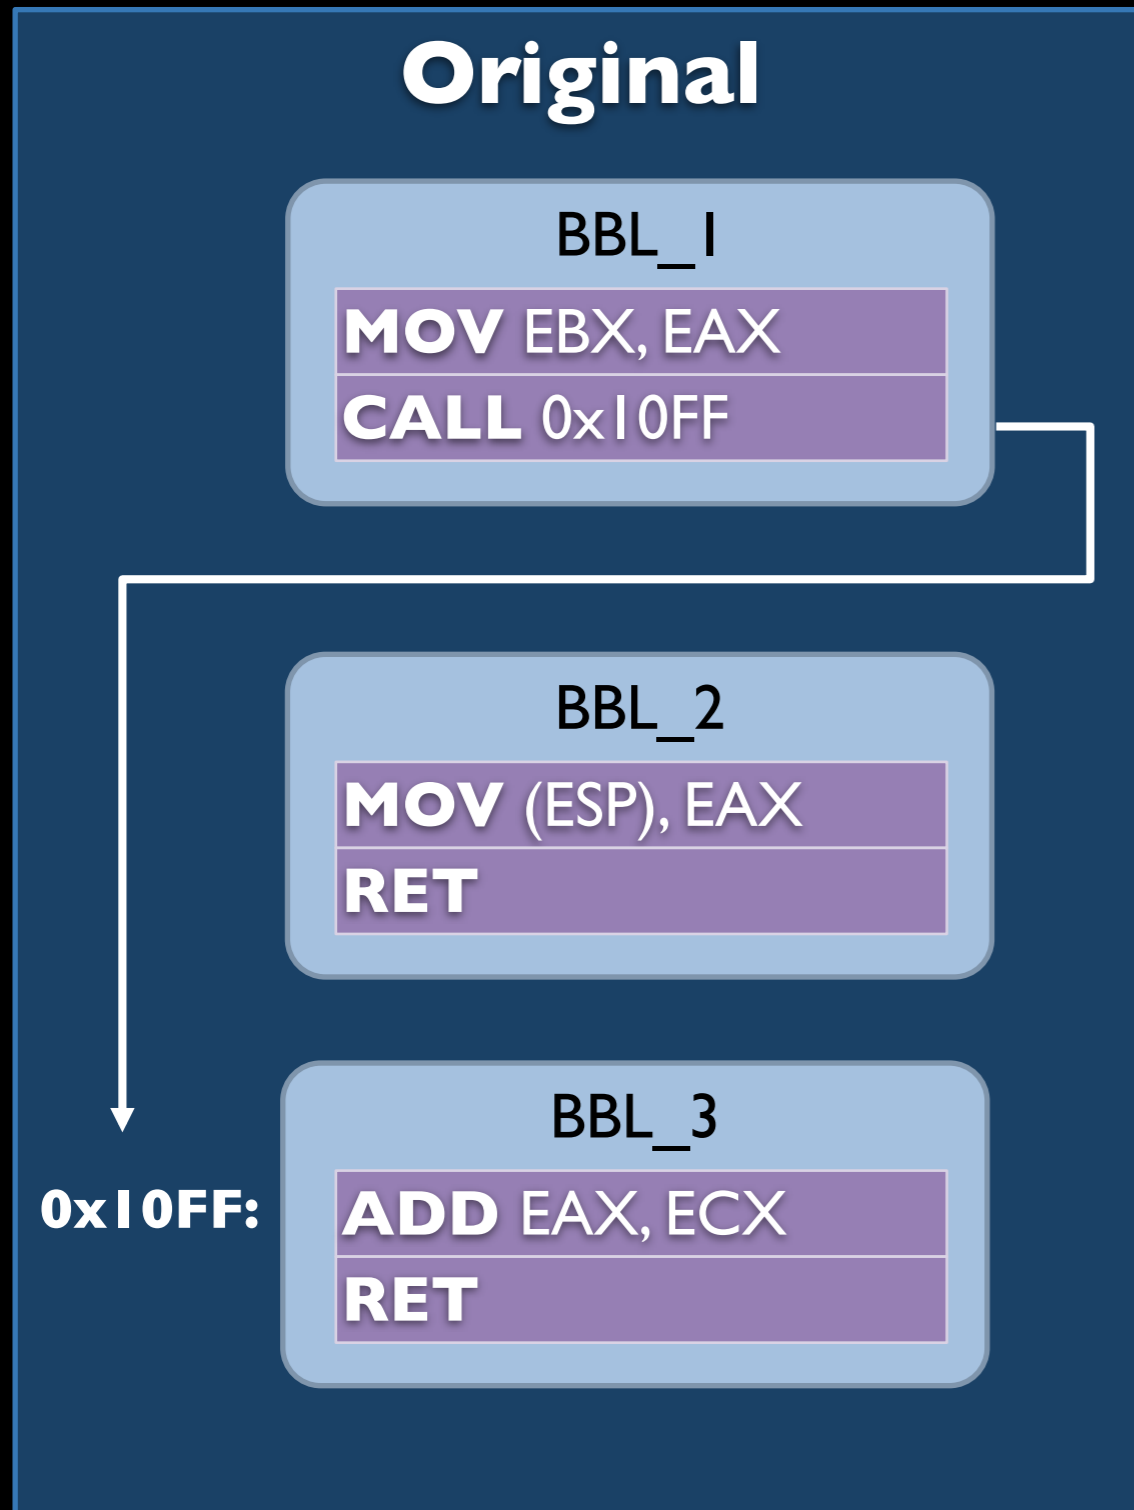 Original
BBL_1
MOV EBX, EAX
CALL 0x10FF
BBL_2
MOV (ESP), EAX
RET
BBL_3
0x10FF:
ADD EAX, ECX
RET